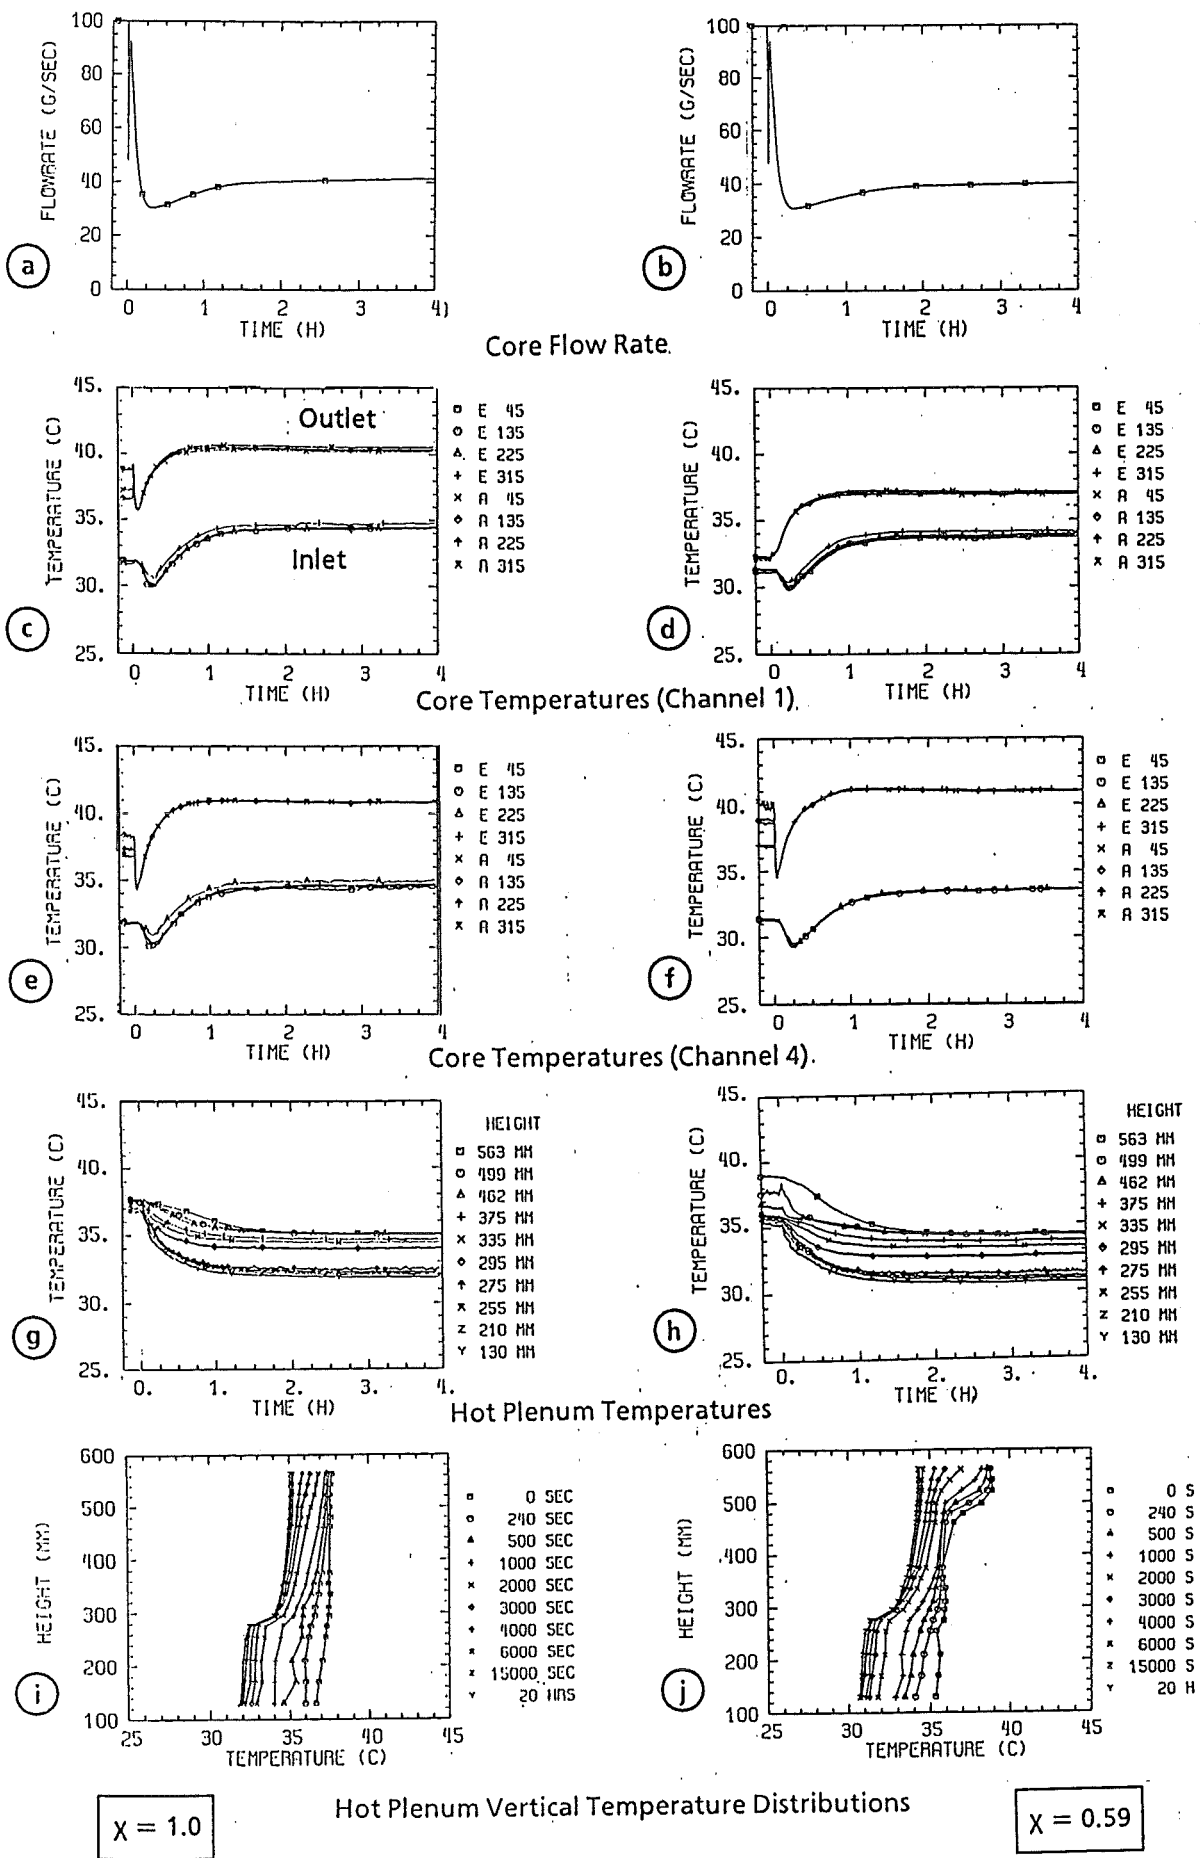 100
80
60
40
20
0
FLOWRATE (G/SEC)
a
0 1 2 3 4
TIME (H)
100
80
60
40
20
0
FLOWRATE (G/SEC)
b
0 1 2 3 4
TIME (H)
Core Flow Rate.
45.
40.
35.
30.
25.
TEMPERATURE (C)
Outlet
Inlet
c
0 1 2 3 4
TIME (H)
E 45
E 135
E 225
E 315
A 45
A 135
A 225
A 315
45.
40.
35.
30.
25.
TEMPERATURE (C)
d
0 1 2 3 4
TIME (H)
E 45
E 135
E 225
E 315
A 45
A 135
A 225
A 315
Core Temperatures (Channel 1).
45.
40.
35.
30.
25.
TEMPERATURE (C)
e
0 1 2 3 4
TIME (H)
E 45
E 135
E 225
E 315
A 45
A 135
A 225
A 315
45.
40.
35.
30.
25.
TEMPERATURE (C)
f
0 1 2 3 4
TIME (H)
E 45
E 135
E 225
E 315
A 45
A 135
A 225
A 315
Core Temperatures (Channel 4).
45.
40.
35.
30.
25.
TEMPERATURE (C)
g
0. 1. 2. 3. 4.
TIME (H)
HEIGHT
563 MM
499 MM
462 MM
375 MM
335 MM
295 MM
275 MM
255 MM
210 MM
130 MM
45.
40.
35.
30.
25.
TEMPERATURE (C)
h
0. 1. 2. 3. 4.
TIME (H)
HEIGHT
563 MM
499 MM
462 MM
375 MM
335 MM
295 MM
275 MM
255 MM
210 MM
130 MM
Hot Plenum Temperatures
600
500
400
300
200
100
HEIGHT (MM)
i
25 30 35 40 45
TEMPERATURE (C)
0 SEC
240 SEC
500 SEC
1000 SEC
2000 SEC
3000 SEC
4000 SEC
6000 SEC
15000 SEC
20 HRS
600
500
400
300
200
100
HEIGHT (MM)
j
25 30 35 40 45
TEMPERATURE (C)
0 S
240 S
500 S
1000 S
2000 S
3000 S
4000 S
6000 S
15000 S
20 H
Hot Plenum Vertical Temperature Distributions
X = 1.0
X = 0.59